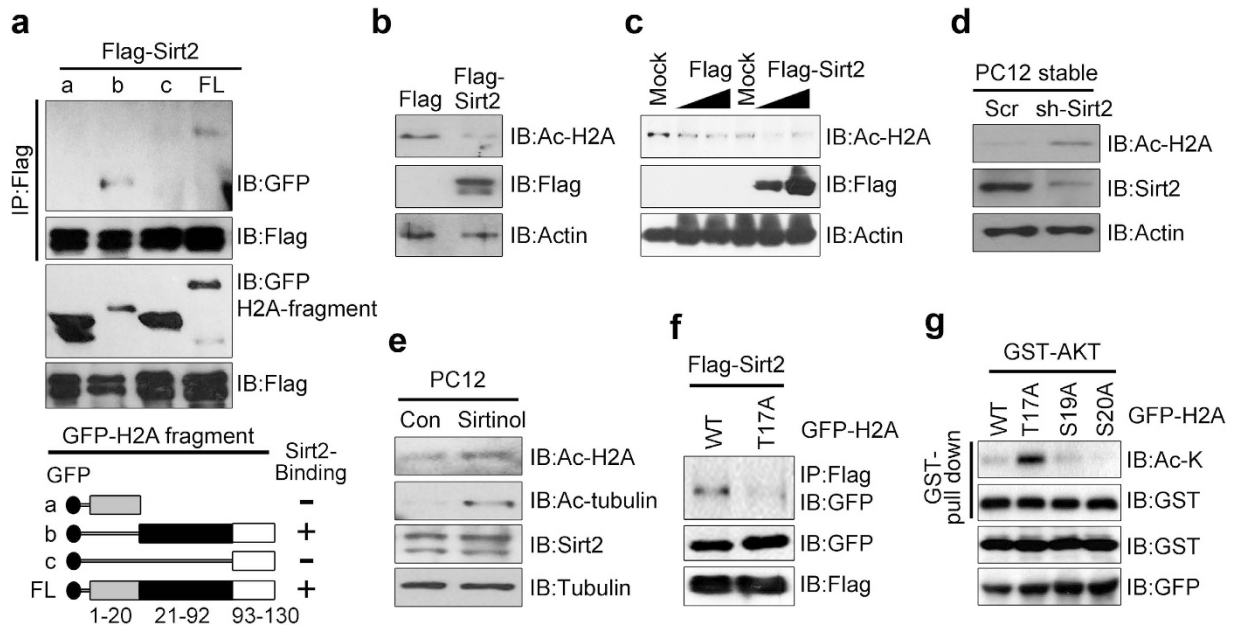 a
Flag-Sirt2
a b c FL
IP:Flag
IB:GFP
IB:Flag
IB:GFP
H2A-fragment
IB:Flag
GFP-H2A fragment
Sirt2-
Binding
GFP
a −
b +
c −
FL +
1-20 21-92 93-130
b
Flag
Flag-
Sirt2
IB:Ac-H2A
IB:Flag
IB:Actin
c
Mock Flag Mock Flag-Sirt2
IB:Ac-H2A
IB:Flag
IB:Actin
d
PC12 stable
Scr sh-Sirt2
IB:Ac-H2A
IB:Sirt2
IB:Actin
e
PC12
Con Sirtinol
IB:Ac-H2A
IB:Ac-tubulin
IB:Sirt2
IB:Tubulin
f
Flag-Sirt2
WT T17A GFP-H2A
IP:Flag
IB:GFP
IB:GFP
IB:Flag
g
GST-AKT
WT T17A S19A S20A GFP-H2A
GST-
pull down
IB:Ac-K
IB:GST
IB:GST
IB:GFP